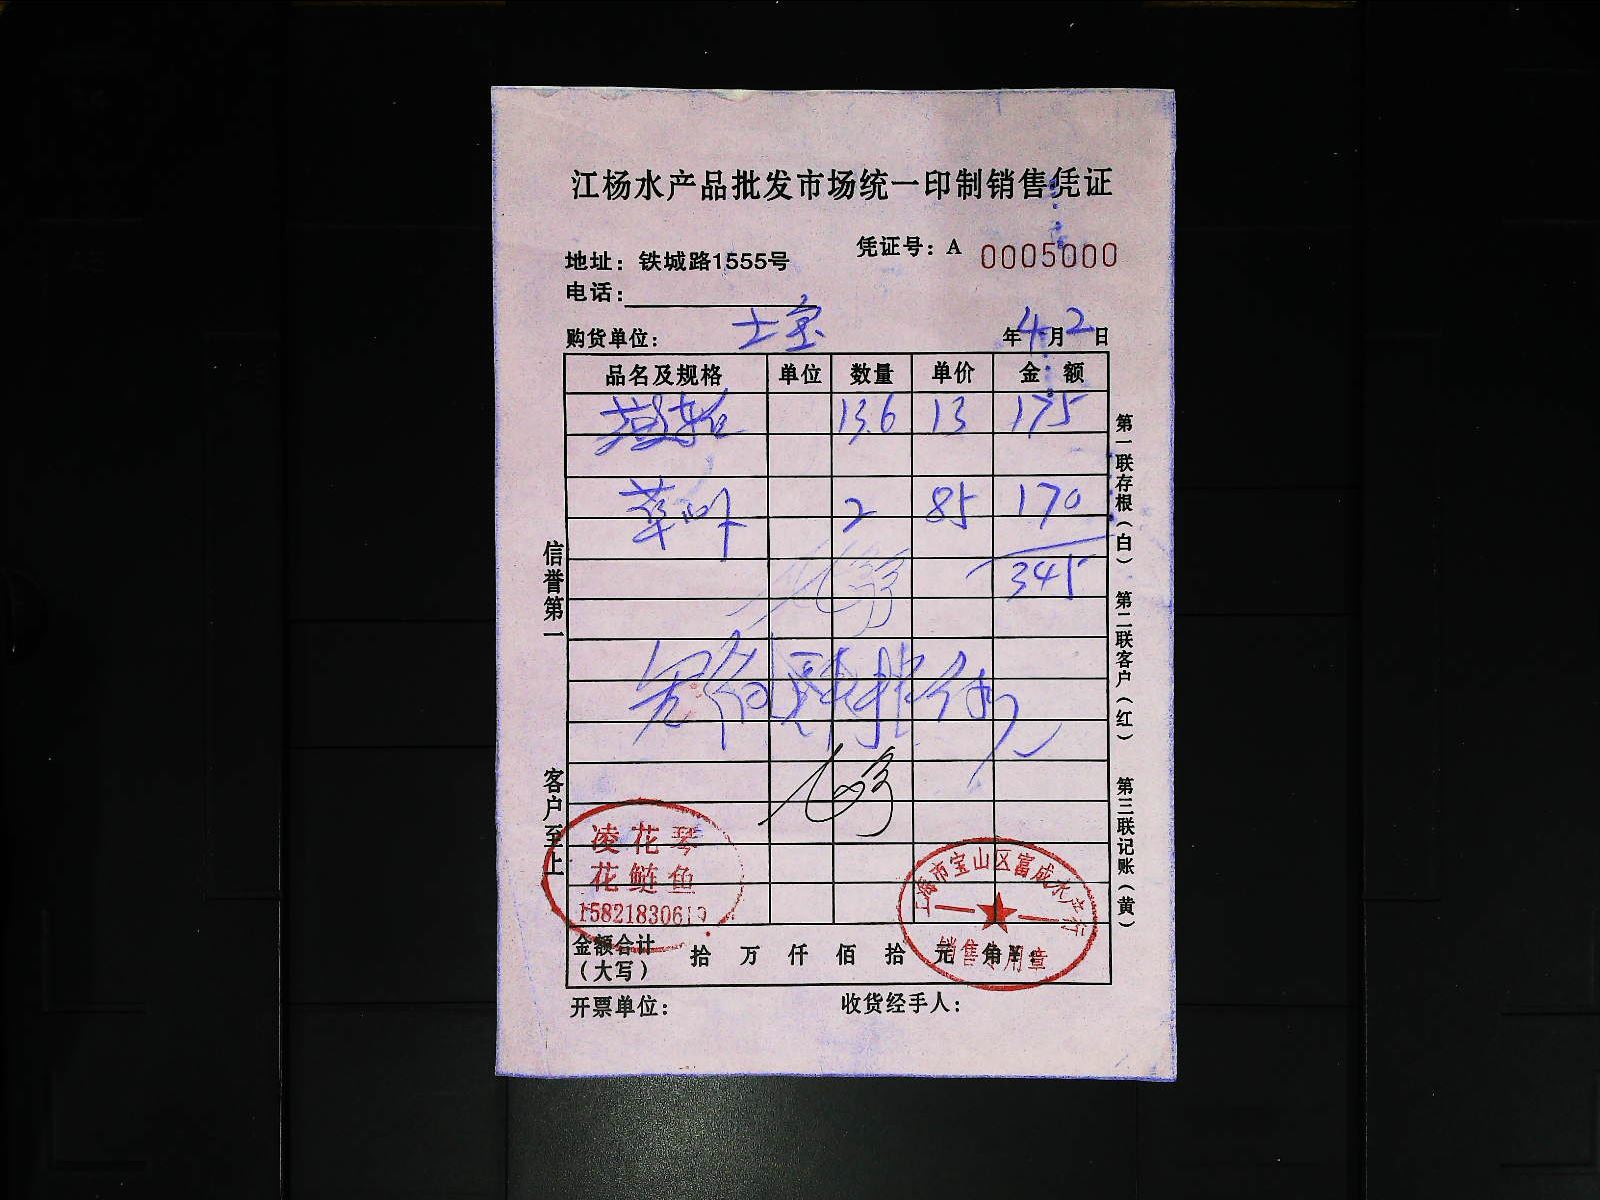 江杨水产品批发市场统一印制销售凭证
凭证号：A 0005000
地址：铁城路1555号
电话：
购货单位： 士宝 年4月2日
品名及规格 单位 数量 单价 金额
13.6 13 175
2 85 170
345
信誉第一
客户至上
第一联存根（白）
第二联客户（红）
第三联记账（黄）
凌花琴
花鲢鱼
上海市宝山区富成水产行
销售专用章
金额合计（大写） 拾 万 仟 佰 拾 元 角
开票单位： 收货经手人：